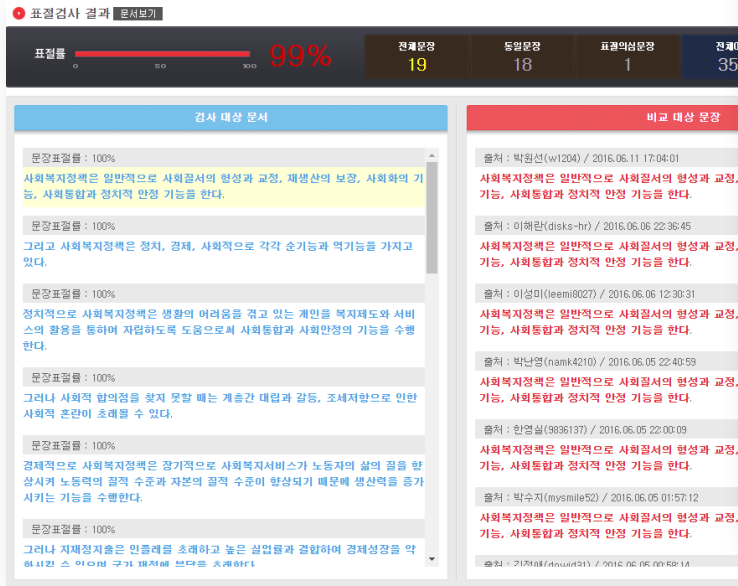 표절검사 결과 문서보기
표절률
0 50 100
99%
전체문장
19
동일문장
18
표절의심문장
1
35
검사 대상 문서
비교 대상 문장
문장표절률 : 100%
사회복지정책은 일반적으로 사회질서의 형성과 교정, 재생산의 보장, 사회화의 기
능, 사회통합과 정치적 안정 기능을 한다.
문장표절률 : 100%
그리고 사회복지정책은 정치, 경제, 사회적으로 각각 순기능과 역기능을 가지고
있다.
문장표절률 : 100%
정치적으로 사회복지정책은 생활의 어려움을 겪고 있는 개인을 복지제도와 서비
스의 활용을 통하여 자립하도록 도움으로써 사회통합과 사회안정의 기능을 수행
한다.
문장표절률 : 100%
그러나 사회적 합의점을 찾지 못할 때는 계층간 대립과 갈등, 조세저항으로 인한
사회적 혼란이 초래될 수 있다.
문장표절률 : 100%
경제적으로 사회복지정책은 장기적으로 사회복지서비스가 노동자의 삶의 질을 향
상시켜 노동력의 질적 수준과 자본의 질적 수준이 향상되기 때문에 생산력을 증가
시키는 기능을 수행한다.
문장표절률 : 100%
그러나 지재정지출은 인플레를 초래하고 높은 실업률과 결합하여 경제성장을 약
화시킬 수 있으며 국가 재정에 부담을 초래한다.
출처 : 박원선(w1204) / 2016.06.11 17:04:01
사회복지정책은 일반적으로 사회질서의 형성과 교정,
기능, 사회통합과 정치적 안정 기능을 한다.
출처 : 이해란(disks-hr) / 2016.06.06 22:36:45
사회복지정책은 일반적으로 사회질서의 형성과 교정,
기능, 사회통합과 정치적 안정 기능을 한다.
출처 : 이성미(leemi8027) / 2016.06.06 12:30:31
사회복지정책은 일반적으로 사회질서의 형성과 교정,
기능, 사회통합과 정치적 안정 기능을 한다.
출처 : 박난영(namk4210) / 2016.06.05 22:40:59
사회복지정책은 일반적으로 사회질서의 형성과 교정,
기능, 사회통합과 정치적 안정 기능을 한다.
출처 : 한영실(9836137) / 2016.06.05 22:00:09
사회복지정책은 일반적으로 사회질서의 형성과 교정,
기능, 사회통합과 정치적 안정 기능을 한다.
출처 : 박수지(mysmile52) / 2016.06.05 01:57:12
사회복지정책은 일반적으로 사회질서의 형성과 교정,
기능, 사회통합과 정치적 안정 기능을 한다.
출처 : / 2016.06.05 00:58:14